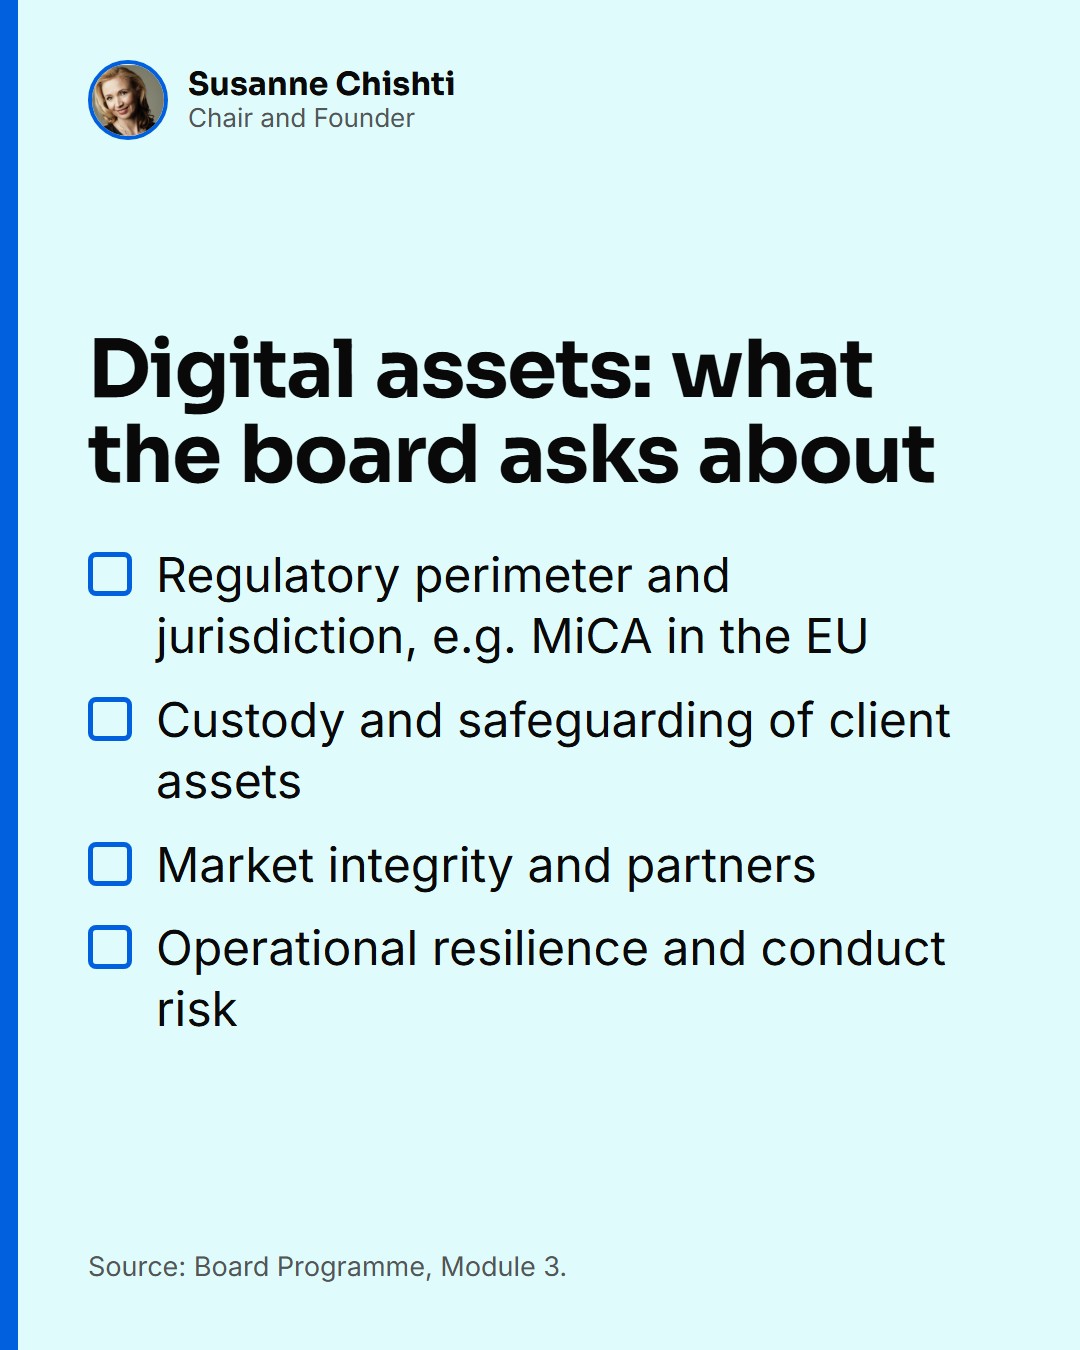 Susanne Chishti
Chair and Founder
Digital assets: what
the board asks about
Regulatory perimeter and
jurisdiction, e.g. MiCA in the EU
Custody and safeguarding of client
assets
Market integrity and partners
Operational resilience and conduct
risk
Source: Board Programme, Module 3.